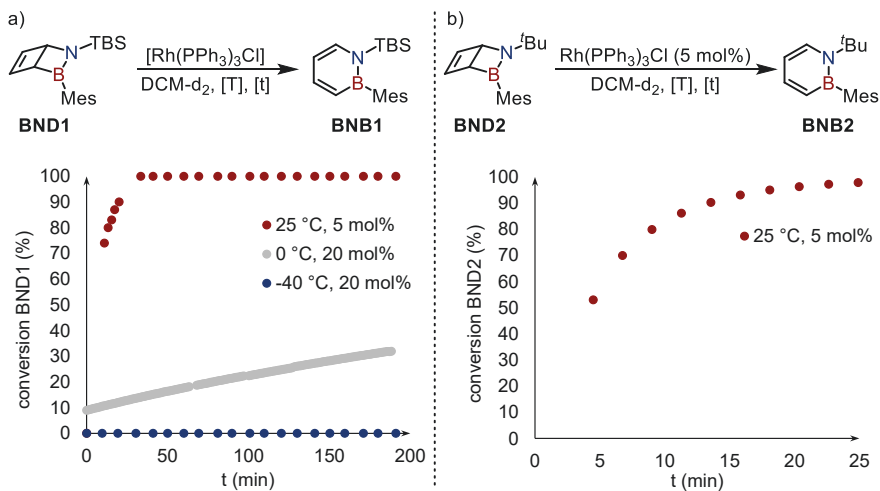 a)
N
TBS
B
Mes
BND1
[Rh(PPh3)3Cl]
DCM-d2, [T], [t]
N
TBS
B
Mes
BNB1
conversion BND1 (%)
100
90
80
70
60
50
40
30
20
10
0
25 °C, 5 mol%
0 °C, 20 mol%
-40 °C, 20 mol%
0
50
100
150
200
t (min)
b)
N
tBu
B
Mes
BND2
Rh(PPh3)3Cl (5 mol%)
DCM-d2, [T], [t]
N
tBu
B
Mes
BNB2
conversion BND2 (%)
100
90
80
70
60
50
40
30
20
10
0
25 °C, 5 mol%
0
5
10
15
20
25
t (min)